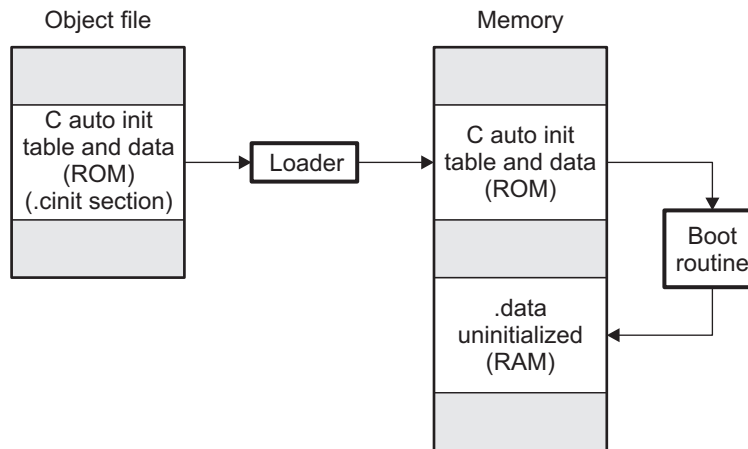 Object file
Memory
C auto init
table and data
(ROM)
(.cinit section)
Loader
C auto init
table and data
(ROM)
Boot
routine
.data
uninitialized
(RAM)